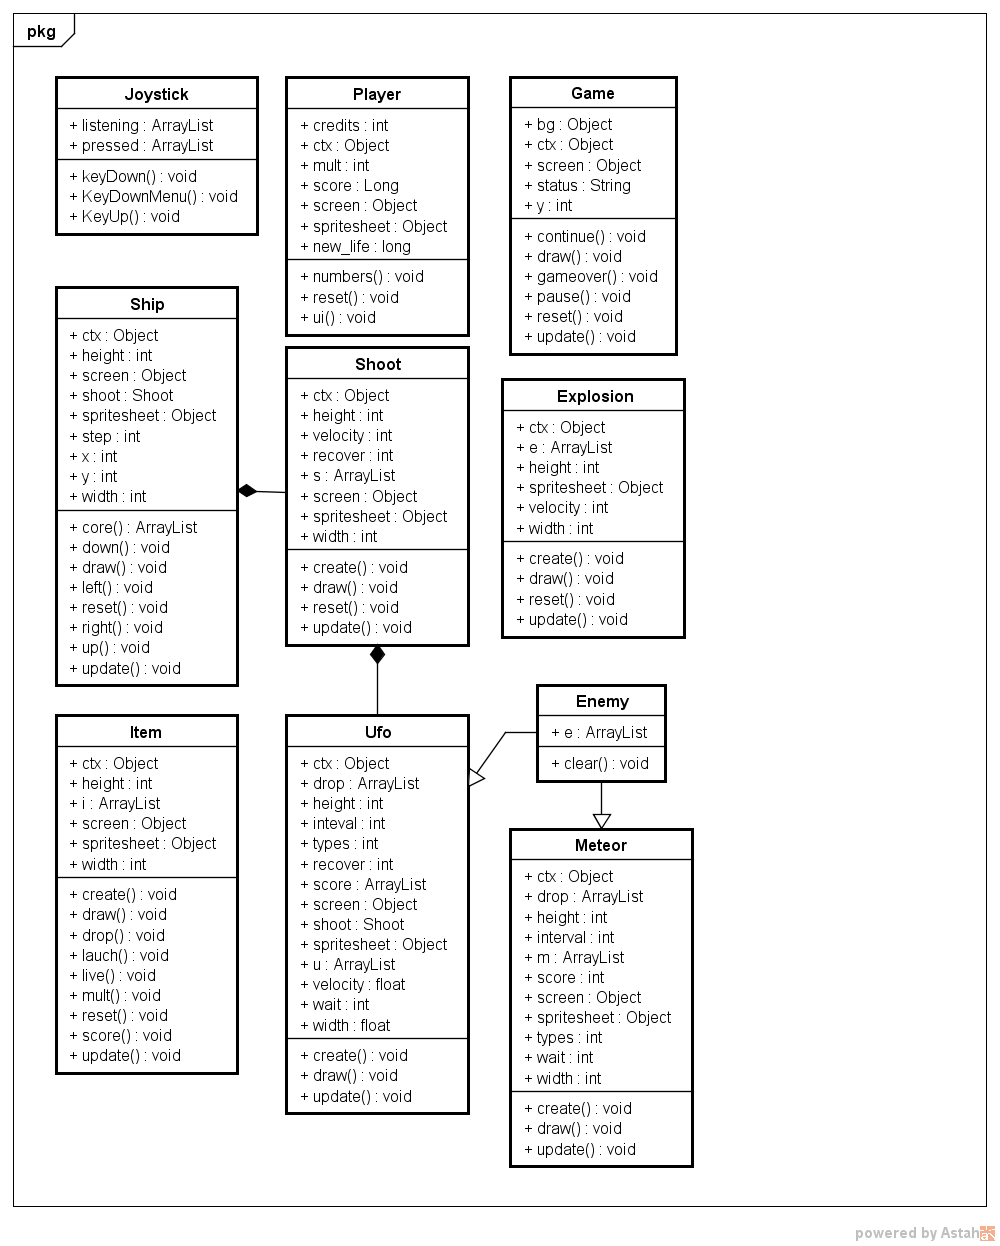 pkg
Joystick
+ listening : ArrayList
+ pressed : ArrayList
+ keyDown() : void
+ KeyDownMenu() : void
+ KeyUp() : void
Player
+ credits : int
+ ctx : Object
+ mult : int
+ score : Long
+ screen : Object
+ spritesheet : Object
+ new_life : long
+ numbers() : void
+ reset() : void
+ ui() : void
Game
+ bg : Object
+ ctx : Object
+ screen : Object
+ status : String
+ y : int
+ continue() : void
+ draw() : void
+ gameover() : void
+ pause() : void
+ reset() : void
+ update() : void
Ship
+ ctx : Object
+ height : int
+ screen : Object
+ shoot : Shoot
+ spritesheet : Object
+ step : int
+ x : int
+ y : int
+ width : int
+ core() : ArrayList
+ down() : void
+ draw() : void
+ left() : void
+ reset() : void
+ right() : void
+ up() : void
+ update() : void
Shoot
+ ctx : Object
+ height : int
+ velocity : int
+ recover : int
+ s : ArrayList
+ screen : Object
+ spritesheet : Object
+ width : int
+ create() : void
+ draw() : void
+ reset() : void
+ update() : void
Explosion
+ ctx : Object
+ e : ArrayList
+ height : int
+ spritesheet : Object
+ velocity : int
+ width : int
+ create() : void
+ draw() : void
+ reset() : void
+ update() : void
Item
+ ctx : Object
+ height : int
+ i : ArrayList
+ screen : Object
+ spritesheet : Object
+ width : int
+ create() : void
+ draw() : void
+ drop() : void
+ lauch() : void
+ live() : void
+ mult() : void
+ reset() : void
+ score() : void
+ update() : void
Ufo
+ ctx : Object
+ drop : ArrayList
+ height : int
+ inteval : int
+ types : int
+ recover : int
+ score : ArrayList
+ screen : Object
+ shoot : Shoot
+ spritesheet : Object
+ u : ArrayList
+ velocity : float
+ wait : int
+ width : float
+ create() : void
+ draw() : void
+ update() : void
Enemy
+ e : ArrayList
+ clear() : void
Meteor
+ ctx : Object
+ drop : ArrayList
+ height : int
+ interval : int
+ m : ArrayList
+ score : int
+ screen : Object
+ spritesheet : Object
+ types : int
+ wait : int
+ width : int
+ create() : void
+ draw() : void
+ update() : void
powered by Astah